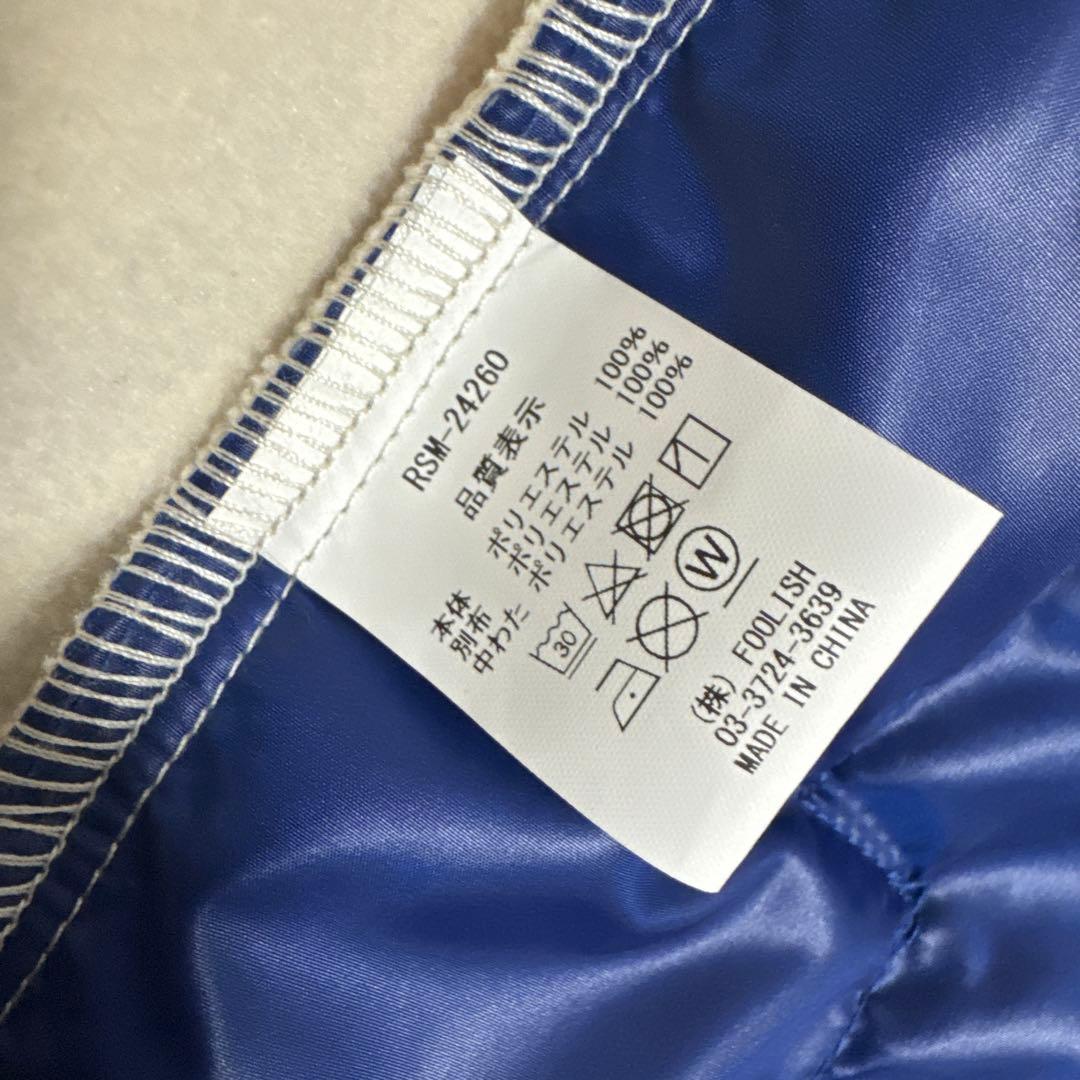 RSM-24260
品質表示
本体 ポリエステル 100%
別布 ポリエステル 100%
中わた ポリエステル 100%
30
W
(株) FOOLISH
03-3724-3639
MADE IN CHINA